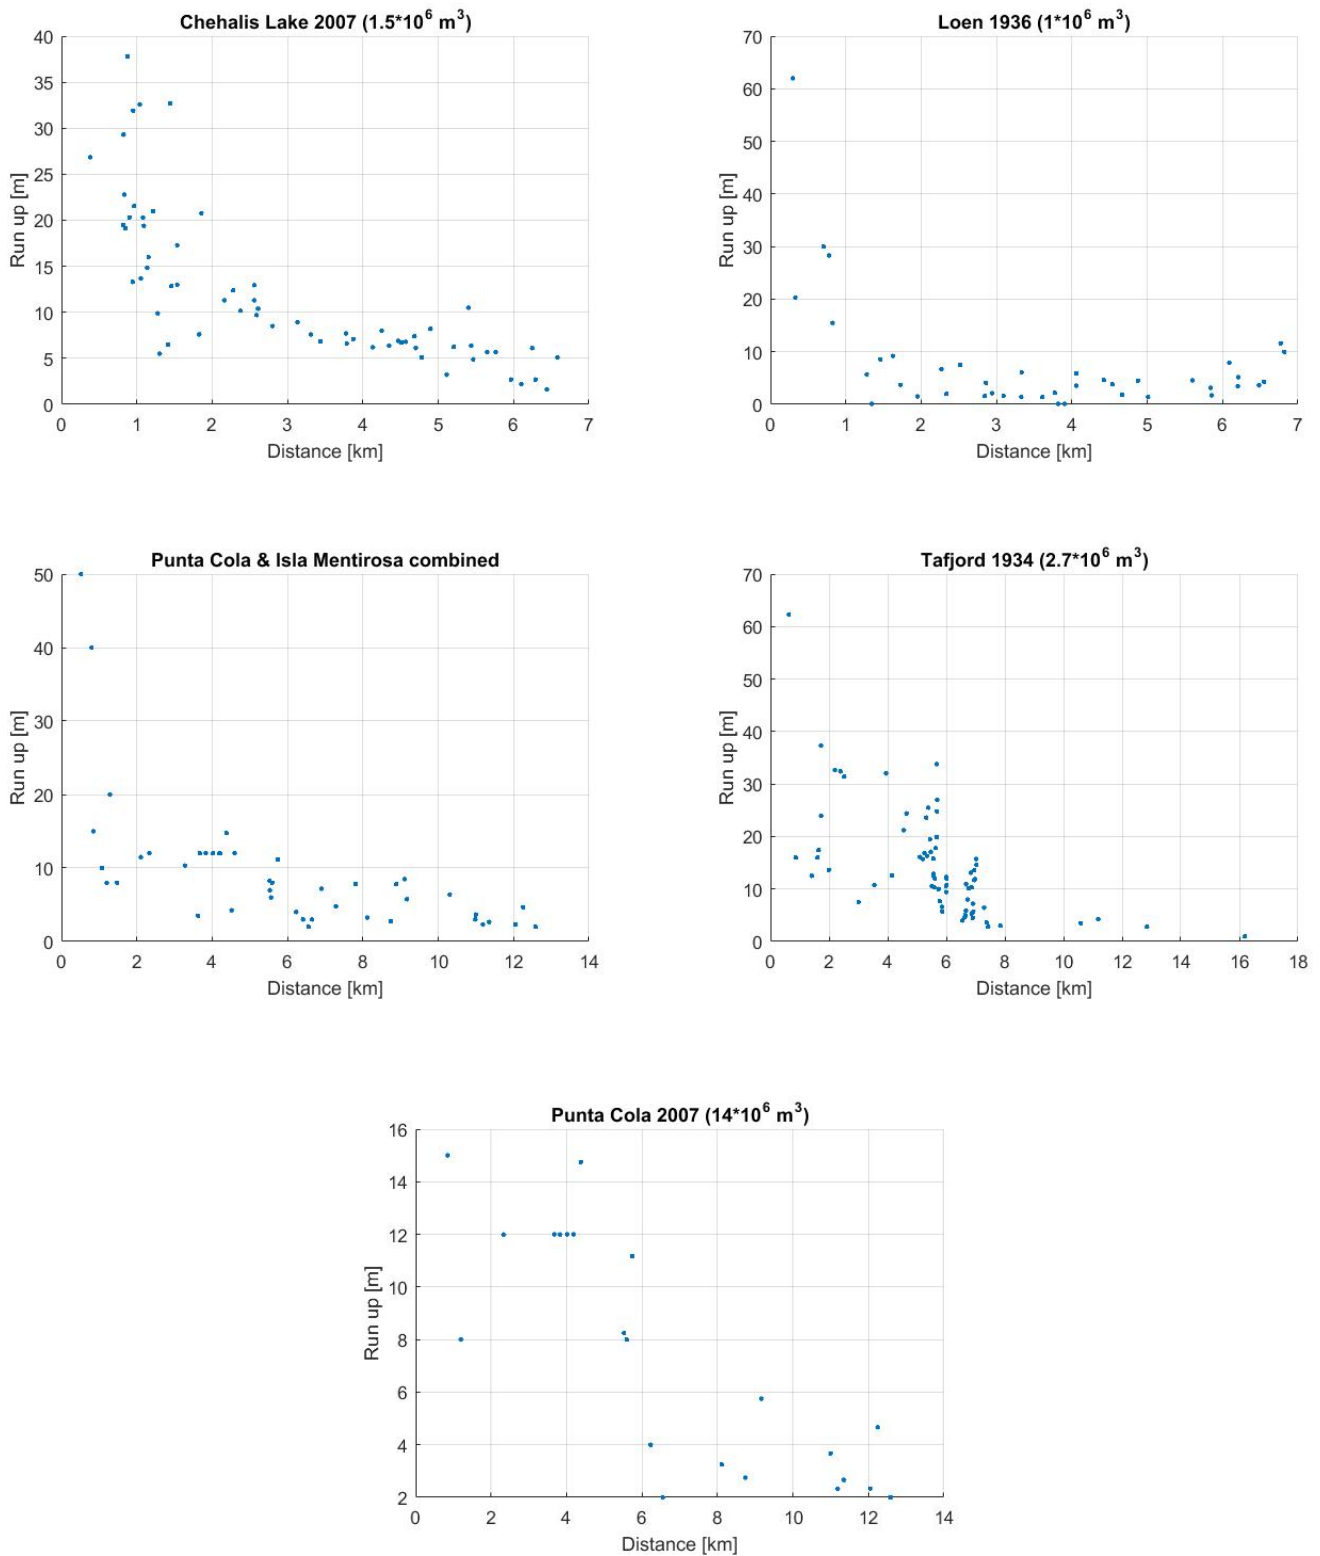 Chehalis Lake 2007 (1.5*10^6 m^3)
40
35
30
25
20
15
10
5
0
Run up [m]
0 1 2 3 4 5 6 7
Distance [km]
Loen 1936 (1*10^6 m^3)
70
60
50
40
30
20
10
0
Run up [m]
0 1 2 3 4 5 6 7
Distance [km]
Punta Cola & Isla Mentirosa combined
50
40
30
20
10
0
Run up [m]
0 2 4 6 8 10 12 14
Distance [km]
Tafjord 1934 (2.7*10^6 m^3)
70
60
50
40
30
20
10
0
Run up [m]
0 2 4 6 8 10 12 14 16 18
Distance [km]
Punta Cola 2007 (14*10^6 m^3)
16
14
12
10
8
6
4
2
Run up [m]
0 2 4 6 8 10 12 14
Distance [km]